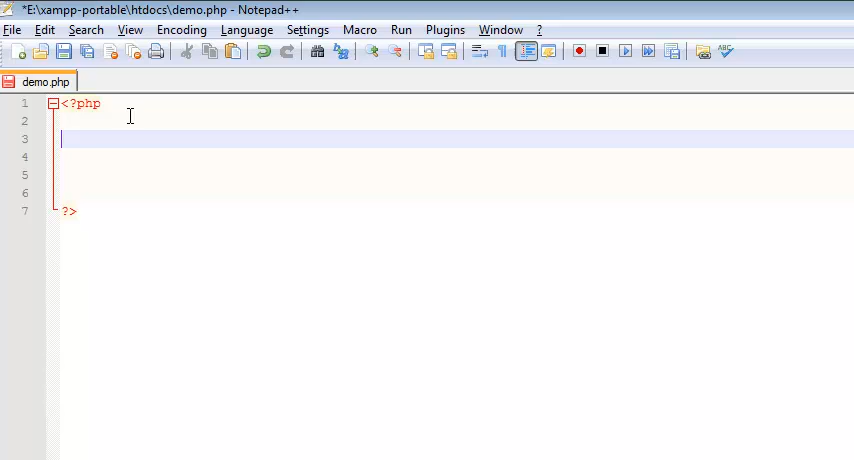 *E:\xampp-portable\htdocs\demo.php - Notepad++
File Edit Search View Encoding Language Settings Macro Run Plugins Window ?
ABC
demo.php
1 <?php
2
3
4
5
6
7 ?>